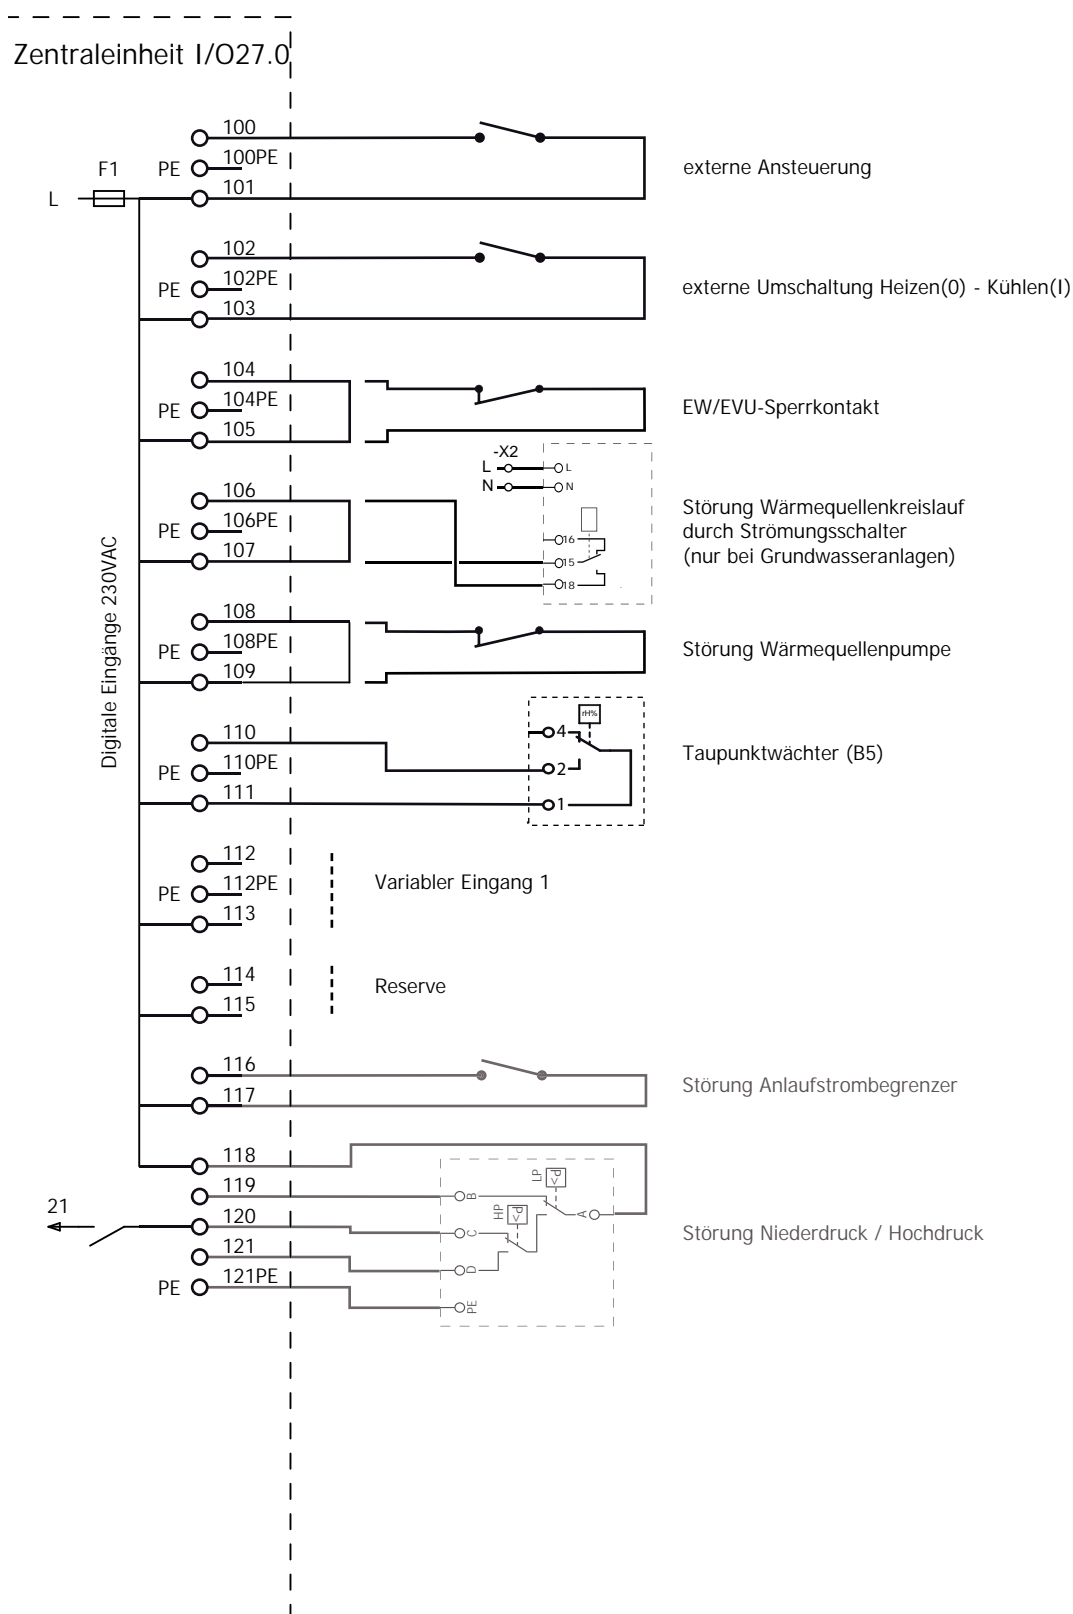 Zentraleinheit I/O27.0
100
PE 100PE
F1
L
101
externe Ansteuerung
102
PE 102PE
103
externe Umschaltung Heizen(0) - Kühlen(I)
104
PE 104PE
105
EW/EVU-Sperrkontakt
-X2
L L
N N
106
PE 106PE
107
16
15
18
Störung Wärmequellenkreislauf
durch Strömungsschalter
(nur bei Grundwasseranlagen)
Digitale Eingänge 230VAC
108
PE 108PE
109
Störung Wärmequellenpumpe
110
PE 110PE
111
rH%
4
2
1
Taupunktwächter (B5)
112
PE 112PE
113
Variabler Eingang 1
114
115
Reserve
116
117
Störung Anlaufstrombegrenzer
118
119
21
120
121
PE 121PE
LP
P>
HP
P>
B
A
C
D
PE
Störung Niederdruck / Hochdruck